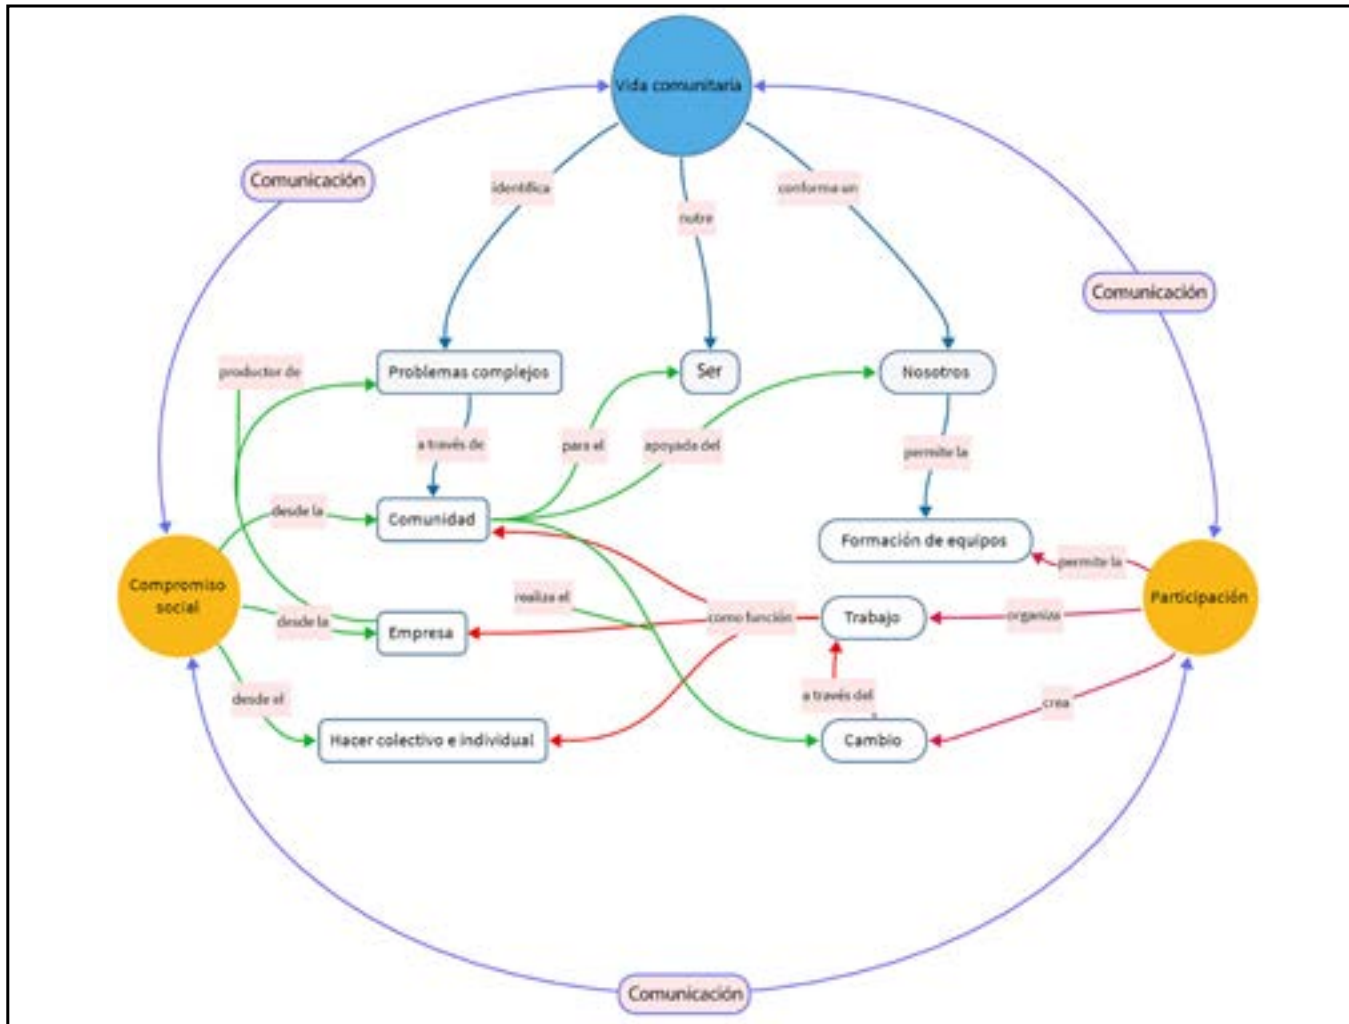 Vida comunitaria
Comunicación
identifica
conforma un
nutre
Comunicación
productor de
Problemas complejos
Ser
Nosotros
a través de
para el
apoyada del
permite la
desde la
Comunidad
Formación de equipos
permite la
Compromiso
social
realiza el
Participación
desde la
Empresa
como función
Trabajo
organiza
desde el
a través del
crea
Hacer colectivo e individual
Cambio
Comunicación